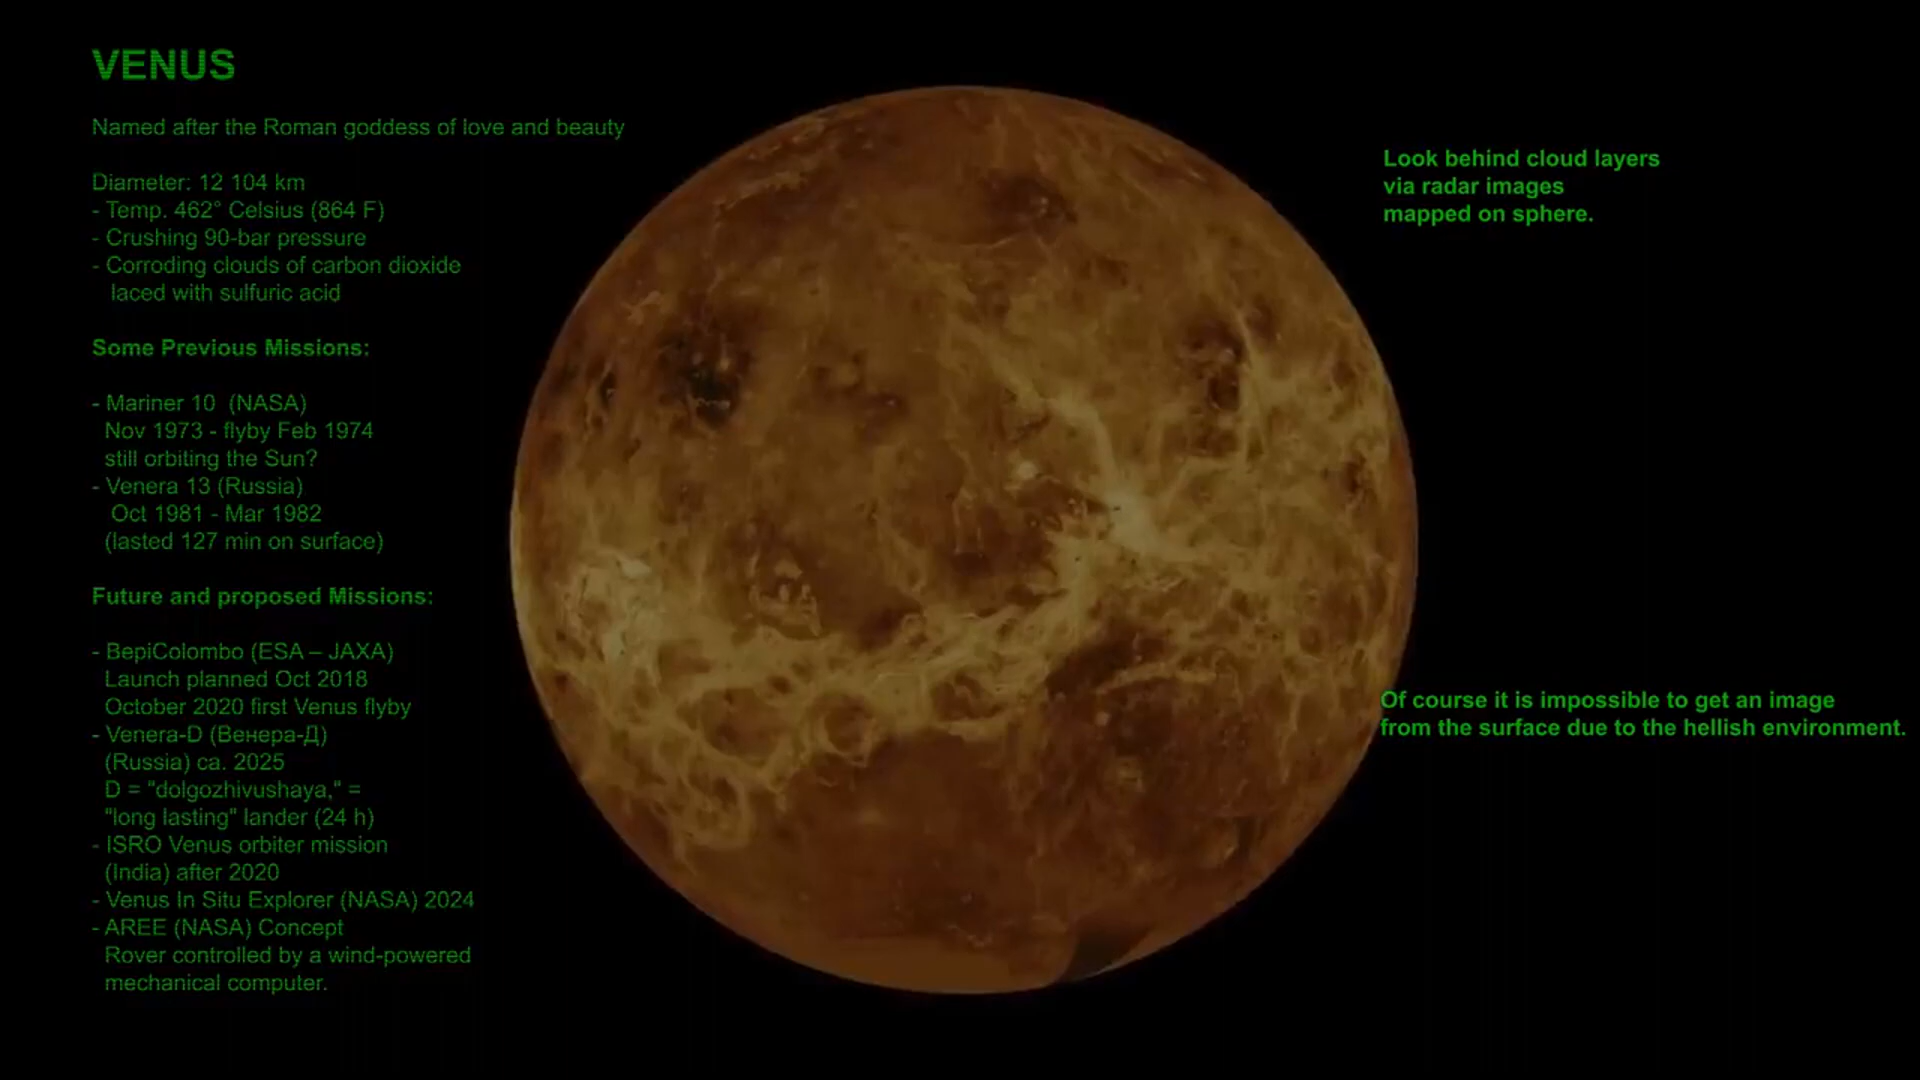 VENUS
Named after the Roman goddess of love and beauty
Diameter: 12 104 km
- Temp. 462° Celsius (864 F)
- Crushing 90-bar pressure
- Corroding clouds of carbon dioxide
laced with sulfuric acid
Some Previous Missions:
- Mariner 10 (NASA)
Nov 1973 - flyby Feb 1974
still orbiting the Sun?
- Venera 13 (Russia)
Oct 1981 - Mar 1982
(lasted 127 min on surface)
Future and proposed Missions:
- BepiColombo (ESA – JAXA)
Launch planned Oct 2018
October 2020 first Venus flyby
- Venera-D (Венера-Д)
(Russia) ca. 2025
D = "dolgozhivushaya," =
"long lasting" lander (24 h)
- ISRO Venus orbiter mission
(India) after 2020
- Venus In Situ Explorer (NASA) 2024
- AREE (NASA) Concept
Rover controlled by a wind-powered
mechanical computer.
Look behind cloud layers
via radar images
mapped on sphere.
Of course it is impossible to get an image
from the surface due to the hellish environment.